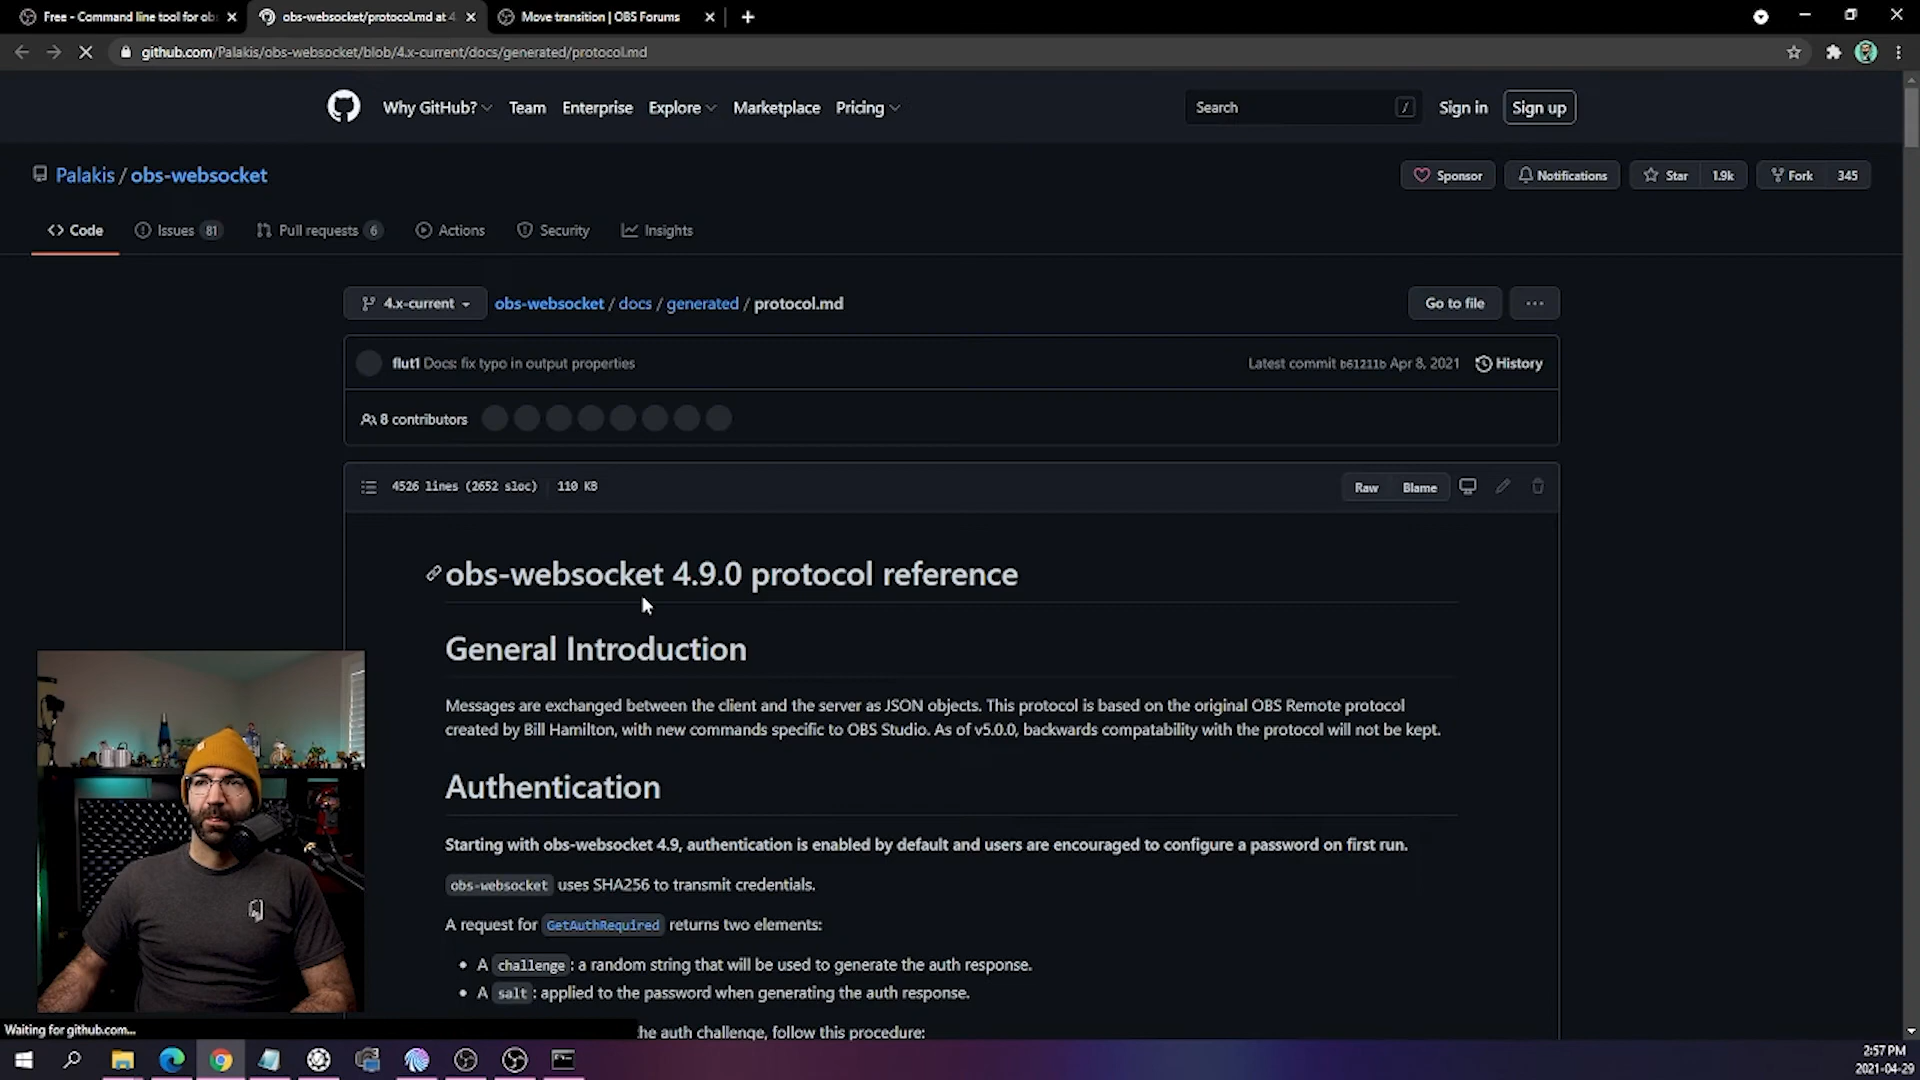 Free - Command line tool for obs
obs-websocket/protocol.md at 4.
Move transition | OBS Forums
github.com/Palakis/obs-websocket/blob/4.x-current/docs/generated/protocol.md
Why GitHub? Team Enterprise Explore Marketplace Pricing
Search /
Sign in Sign up
Palakis / obs-websocket
Sponsor Notifications Star 1.9k Fork 345
<> Code Issues 81 Pull requests 6 Actions Security Insights
4.x-current obs-websocket / docs / generated / protocol.md Go to file ...
flut1 Docs: fix typo in output properties Latest commit b61211b Apr 8, 2021 History
8 contributors
4526 lines (2652 sloc) 110 KB Raw Blame
obs-websocket 4.9.0 protocol reference
General Introduction
Messages are exchanged between the client and the server as JSON objects. This protocol is based on the original OBS Remote protocol
created by Bill Hamilton, with new commands specific to OBS Studio. As of v5.0.0, backwards compatability with the protocol will not be kept.
Authentication
Starting with obs-websocket 4.9, authentication is enabled by default and users are encouraged to configure a password on first run.
obs-websocket uses SHA256 to transmit credentials.
A request for GetAuthRequired returns two elements:
• A challenge : a random string that will be used to generate the auth response.
• A salt : applied to the password when generating the auth response.
Waiting for github.com...
he auth challenge, follow this procedure:
2:57 PM
2021-04-29